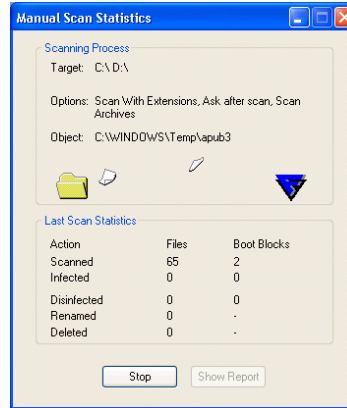 Manual Scan Statistics
Scanning Process
Target: C:\ D:\
Options: Scan With Extensions, Ask after scan, Scan
Archives
Object: C:\WINDOWS\Temp\apub3
Last Scan Statistics
Action Files Boot Blocks
Scanned 65 2
Infected 0 0
Disinfected 0 0
Renamed 0 -
Deleted 0 -
Stop Show Report